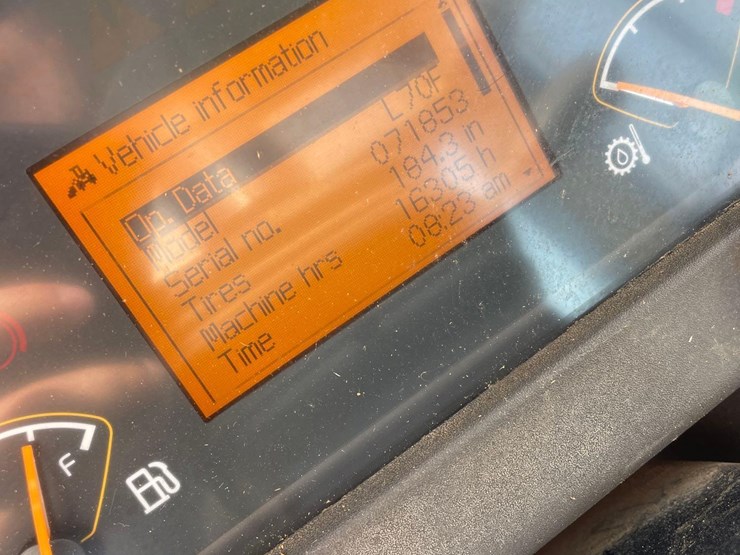 Vehicle information
Op. Data
Model L70F
Serial no. 071853
Tires 184.3 in
Machine hrs 16305 h
Time 08:23 am
F